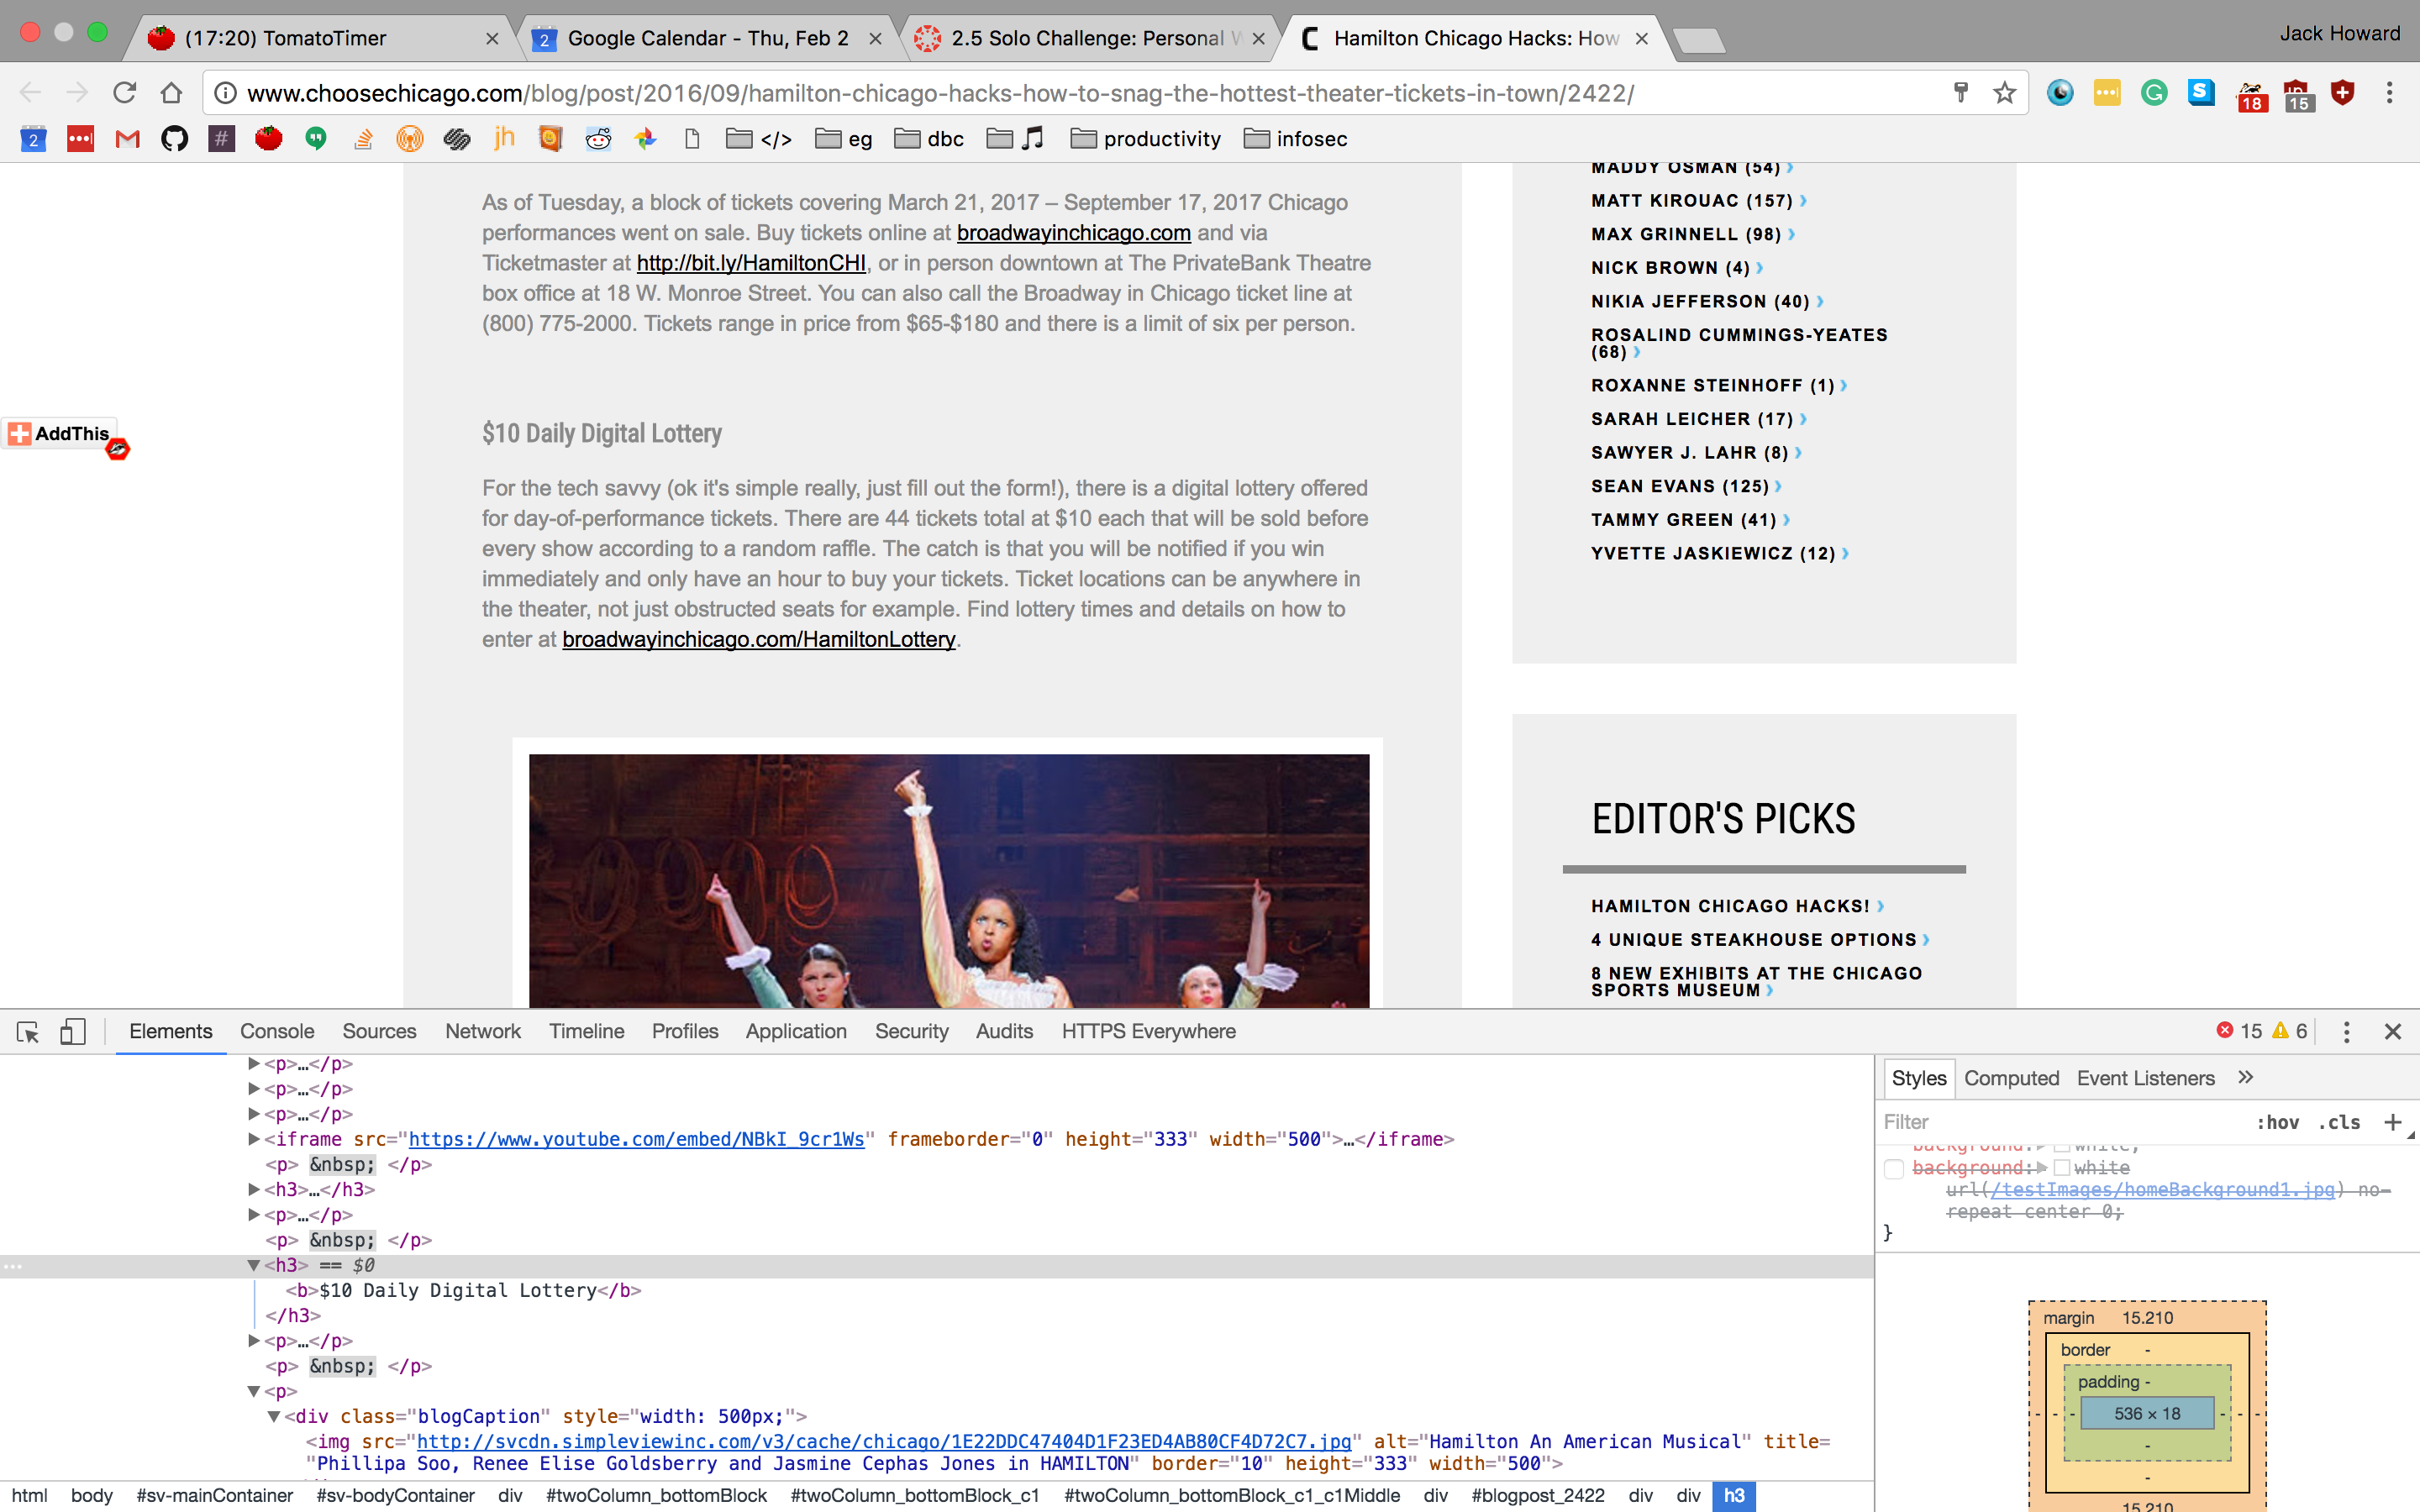 (17:20) TomatoTimer
Google Calendar - Thu, Feb 2
2.5 Solo Challenge: Personal W
Hamilton Chicago Hacks: How
Jack Howard
www.choosechicago.com/blog/post/2016/09/hamilton-chicago-hacks-how-to-snag-the-hottest-theater-tickets-in-town/2422/
18
15
2
jh
</>
eg
dbc
productivity
infosec
As of Tuesday, a block of tickets covering March 21, 2017 – September 17, 2017 Chicago
performances went on sale. Buy tickets online at broadwayinchicago.com and via
Ticketmaster at http://bit.ly/HamiltonCHI, or in person downtown at The PrivateBank Theatre
box office at 18 W. Monroe Street. You can also call the Broadway in Chicago ticket line at
(800) 775-2000. Tickets range in price from $65-$180 and there is a limit of six per person.
AddThis
$10 Daily Digital Lottery
For the tech savvy (ok it's simple really, just fill out the form!), there is a digital lottery offered
for day-of-performance tickets. There are 44 tickets total at $10 each that will be sold before
every show according to a random raffle. The catch is that you will be notified if you win
immediately and only have an hour to buy your tickets. Ticket locations can be anywhere in
the theater, not just obstructed seats for example. Find lottery times and details on how to
enter at broadwayinchicago.com/HamiltonLottery.
MADDY OSMAN (54) ›
MATT KIROUAC (157) ›
MAX GRINNELL (98) ›
NICK BROWN (4) ›
NIKIA JEFFERSON (40) ›
ROSALIND CUMMINGS-YEATES
(68) ›
ROXANNE STEINHOFF (1) ›
SARAH LEICHER (17) ›
SAWYER J. LAHR (8) ›
SEAN EVANS (125) ›
TAMMY GREEN (41) ›
YVETTE JASKIEWICZ (12) ›
EDITOR'S PICKS
HAMILTON CHICAGO HACKS! ›
4 UNIQUE STEAKHOUSE OPTIONS ›
8 NEW EXHIBITS AT THE CHICAGO
SPORTS MUSEUM ›
Elements Console Sources Network Timeline Profiles Application Security Audits HTTPS Everywhere
15 6
<p>…</p>
<p>…</p>
<p>…</p>
<iframe src="https://www.youtube.com/embed/NBkI_9cr1Ws" frameborder="0" height="333" width="500">…</iframe>
<p> &nbsp; </p>
<h3>…</h3>
<p>…</p>
<p> &nbsp; </p>
<h3> == $0
<b>$10 Daily Digital Lottery</b>
</h3>
<p>…</p>
<p> &nbsp; </p>
<p>
<div class="blogCaption" style="width: 500px;">
<img src="http://svcdn.simpleviewinc.com/v3/cache/chicago/1E22DDC47404D1F23ED4AB80CF4D72C7.jpg" alt="Hamilton An American Musical" title=
"Phillipa Soo, Renee Elise Goldsberry and Jasmine Cephas Jones in HAMILTON" border="10" height="333" width="500">
html body #sv-mainContainer #sv-bodyContainer div #twoColumn_bottomBlock #twoColumn_bottomBlock_c1 #twoColumn_bottomBlock_c1_c1Middle div #blogpost_2422 div div h3
Styles Computed Event Listeners »
Filter :hov .cls +
background: white;
background: white
url(/testImages/homeBackground1.jpg) no-
repeat center 0;
}
margin 15.210
border -
padding -
- - - 536 × 18 - - -
-
-
15.210